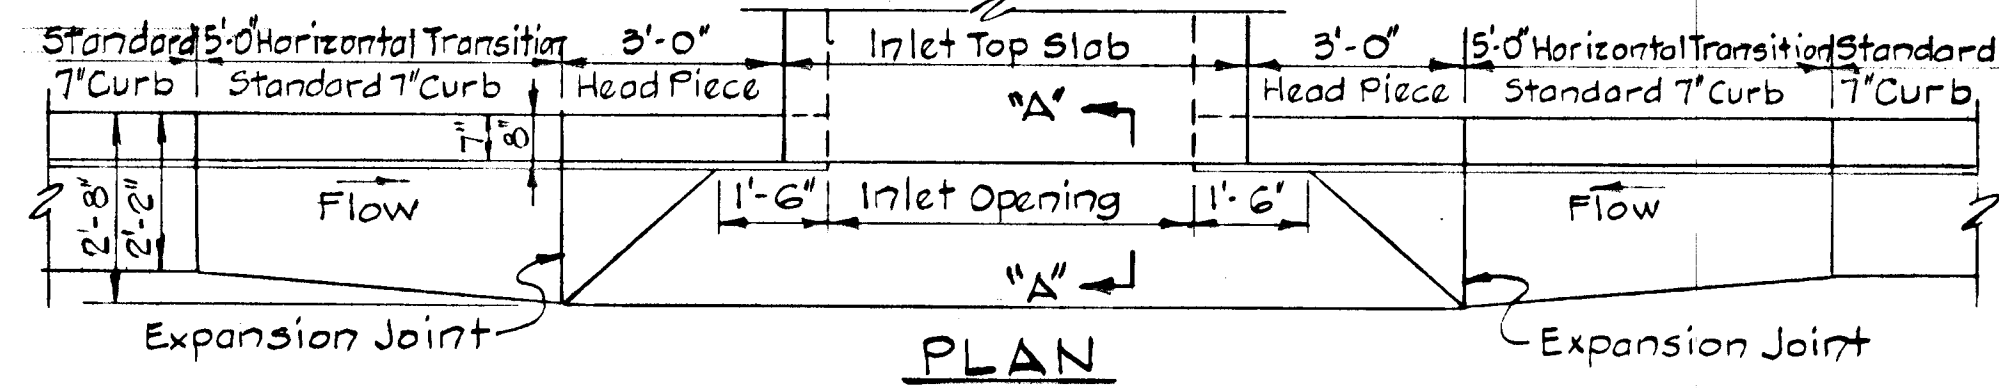 Standard 5'-0" Horizontal Transition 3'-0" Inlet Top Slab 3'-0" 5'-0" Horizontal Transition Standard
7" Curb Standard 7" Curb Head Piece Head Piece Standard 7" Curb 7" Curb
"A"
7"
8"
2'-8"
2'-2"
Flow 1'-6" Inlet Opening 1'-6" Flow
"A"
Expansion Joint Expansion Joint
PLAN